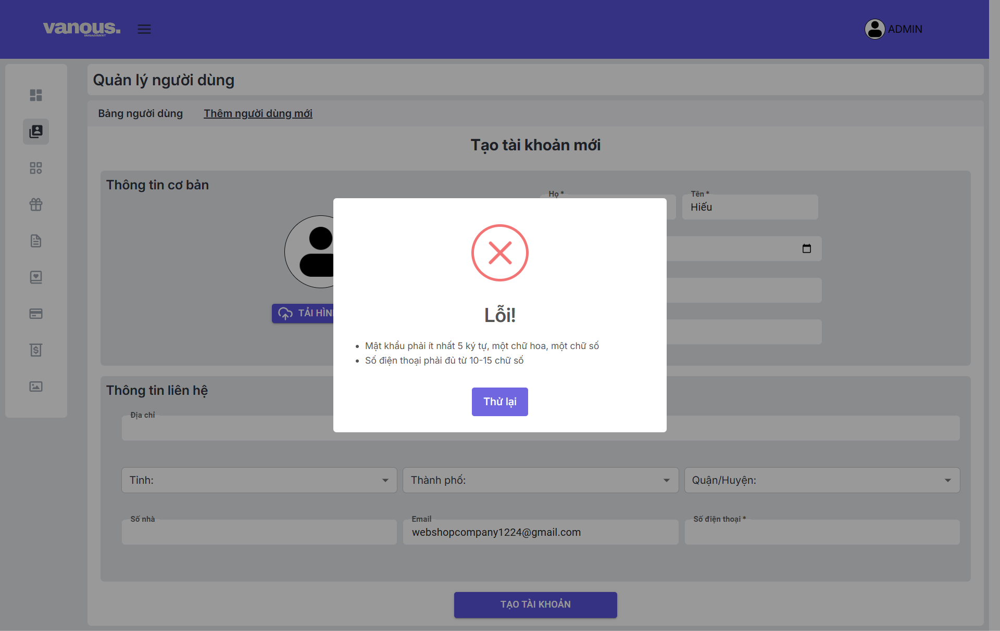 vanous.
MANAGEMENT
ADMIN
Quản lý người dùng
Bảng người dùng
Thêm người dùng mới
Tạo tài khoản mới
Thông tin cơ bản
Họ *
Tên *
Hiếu
TẢI HÌN
Lỗi!
Mật khẩu phải ít nhất 5 ký tự, một chữ hoa, một chữ số
Số điện thoại phải đủ từ 10-15 chữ số
Thử lại
Thông tin liên hệ
Địa chỉ
Tỉnh:
Thành phố:
Quận/Huyện:
Số nhà
Email
Số điện thoại *
webshopcompany1224@gmail.com
TẠO TÀI KHOẢN